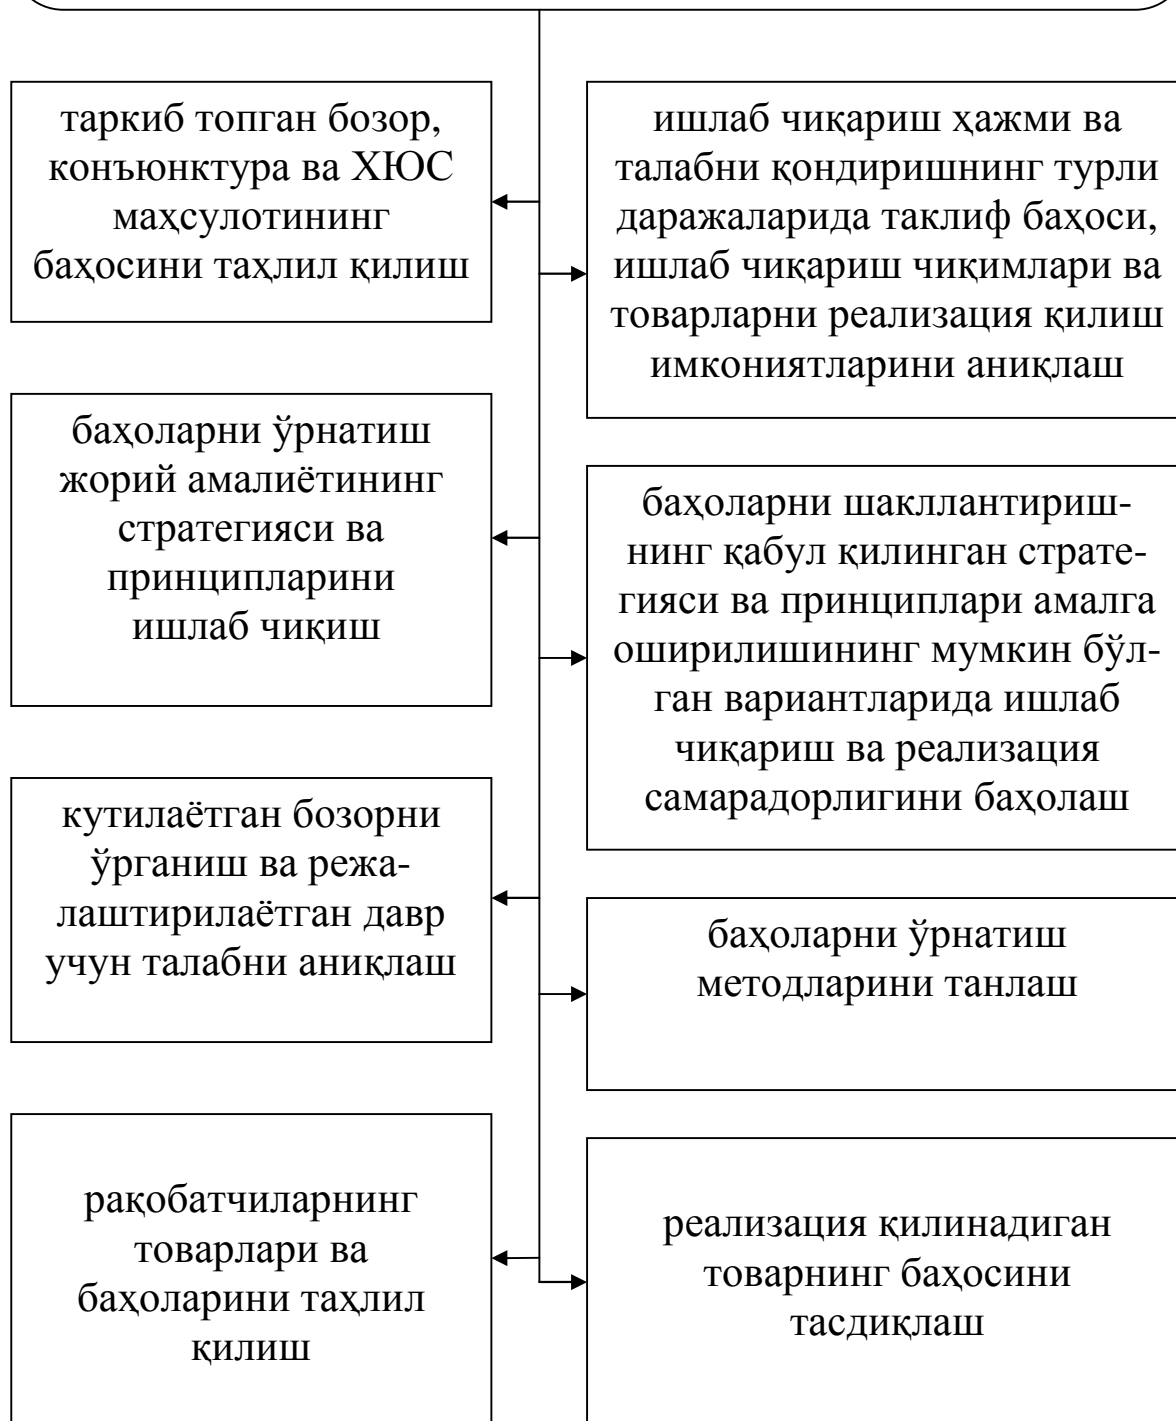 таркиб топган бозор,
конъюнктура ва ХЮС
маҳсулотининг
баҳосини таҳлил қилиш
ишлаб чиқариш ҳажми ва
талабни қондиришнинг турли
даражаларида таклиф баҳоси,
ишлаб чиқариш чиқимлари ва
товарларни реализация қилиш
имкониятларини аниқлаш
баҳоларни ўрнатиш
жорий амалиётининг
стратегияси ва
принципларини
ишлаб чиқиш
баҳоларни шакллантириш-
нинг қабул қилинган страте-
гияси ва принциплари амалга
оширилишининг мумкин бўл-
ган вариантларида ишлаб
чиқариш ва реализация
самарадорлигини баҳолаш
кутилаётган бозорни
ўрганиш ва режа-
лаштирилаётган давр
учун талабни аниқлаш
баҳоларни ўрнатиш
методларини танлаш
рақобатчиларнинг
товарлари ва
баҳоларини таҳлил
қилиш
реализация қилинадиган
товарнинг баҳосини
тасдиқлаш